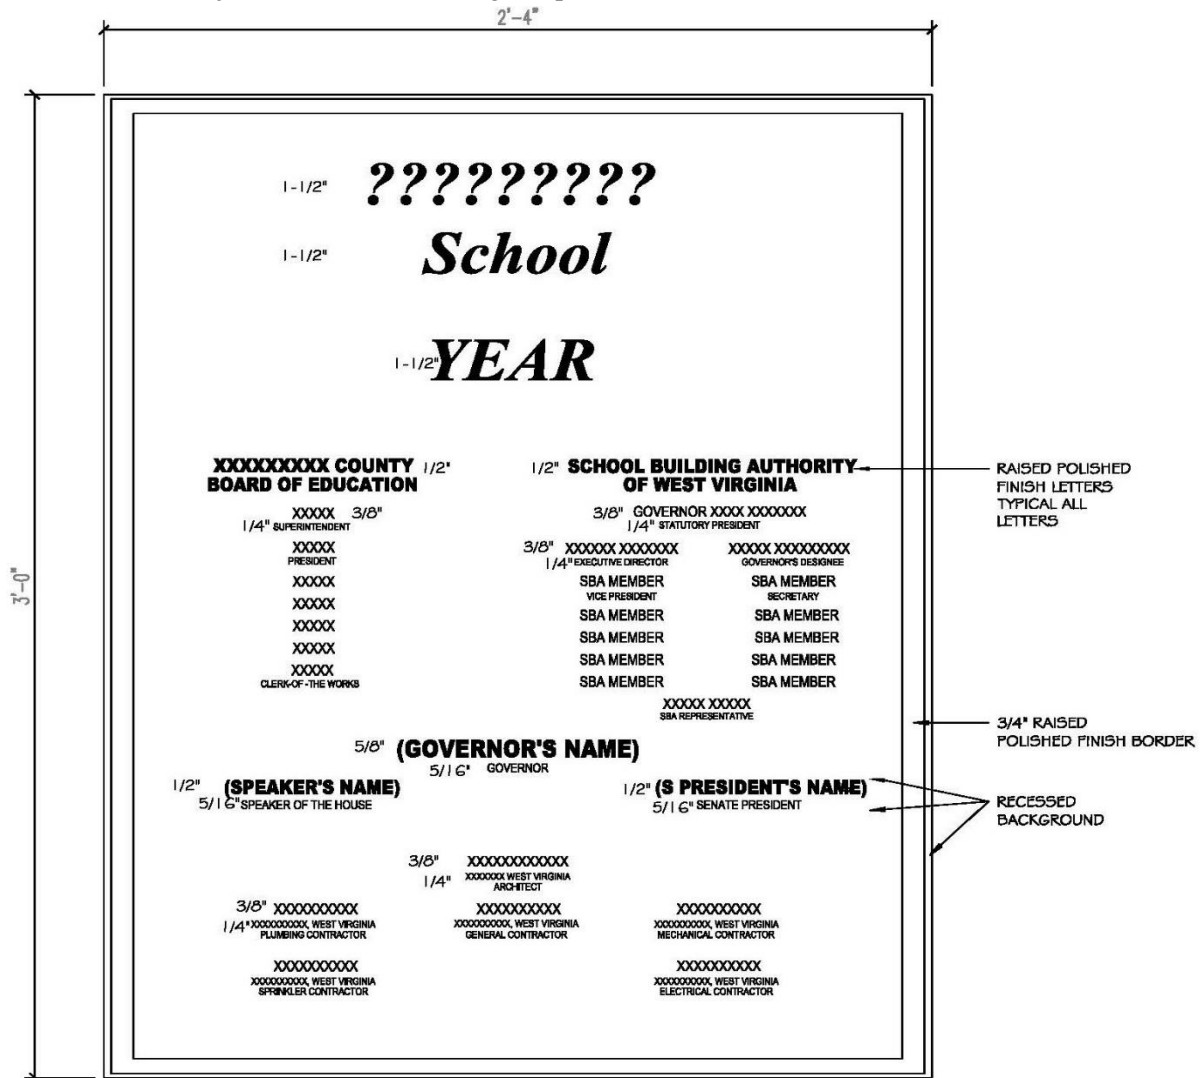 2'-4"
3'-0"
1-1/2" ?????????
1-1/2" School
1-1/2" YEAR
XXXXXXXXX COUNTY 1/2"
BOARD OF EDUCATION
XXXXX 3/8"
1/4" SUPERINTENDENT
XXXXX
PRESIDENT
XXXXX
XXXXX
XXXXX
XXXXX
XXXXX
CLERK-OF -THE WORKS
1/2" SCHOOL BUILDING AUTHORITY
OF WEST VIRGINIA
3/8" GOVERNOR XXXX XXXXXXX
1/4" STATUTORY PRESIDENT
3/8" XXXXXX XXXXXXX XXXXX XXXXXXXXX
1/4" EXECUTIVE DIRECTOR GOVERNOR'S DESIGNEE
SBA MEMBER SBA MEMBER
VICE PRESIDENT SECRETARY
SBA MEMBER SBA MEMBER
SBA MEMBER SBA MEMBER
SBA MEMBER SBA MEMBER
SBA MEMBER SBA MEMBER
XXXXX XXXXX
SBA REPRESENTATIVE
RAISED POLISHED
FINISH LETTERS
TYPICAL ALL
LETTERS
3/4" RAISED
POLISHED FINISH BORDER
5/8" (GOVERNOR'S NAME)
5/16" GOVERNOR
1/2" (SPEAKER'S NAME) 1/2" (S PRESIDENT'S NAME)
5/16" SPEAKER OF THE HOUSE 5/16" SENATE PRESIDENT
RECESSED
BACKGROUND
3/8" XXXXXXXXXXXX
1/4" XXXXXXX WEST VIRGINIA
ARCHITECT
3/8" XXXXXXXXXX XXXXXXXXXX XXXXXXXXXX
1/4" XXXXXXXXXX, WEST VIRGINIA XXXXXXXXXX, WEST VIRGINIA XXXXXXXXXX, WEST VIRGINIA
PLUMBING CONTRACTOR GENERAL CONTRACTOR MECHANICAL CONTRACTOR
XXXXXXXXXX XXXXXXXXXX
XXXXXXXXXX, WEST VIRGINIA XXXXXXXXXX, WEST VIRGINIA
SPRINKLER CONTRACTOR ELECTRICAL CONTRACTOR